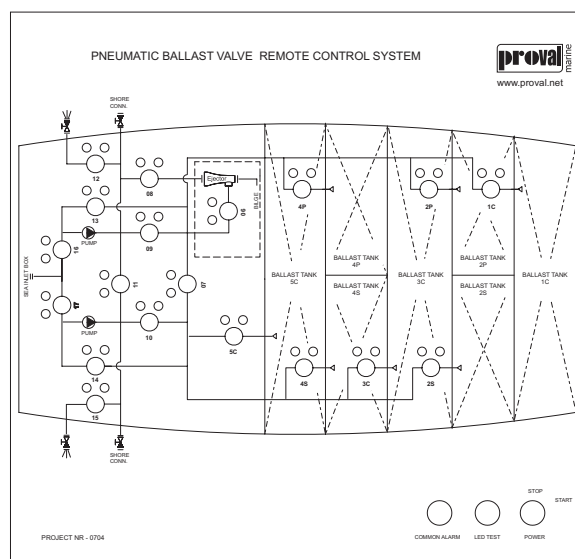 PNEUMATIC BALLAST VALVE REMOTE CONTROL SYSTEM
proval
marine
www.proval.net
SHORE
CONN.
12
08
Ejector
BILGE
06
4P
2P
1C
13
PUMP
09
16
SEA INLET BOX
11
07
BALLAST TANK
5C
BALLAST TANK
4P
BALLAST TANK
4S
BALLAST TANK
3C
BALLAST TANK
2P
BALLAST TANK
2S
BALLAST TANK
1C
17
PUMP
10
5C
14
4S
3C
2S
15
SHORE
CONN.
STOP
START
COMMON ALARM
LED TEST
POWER
PROJECT NR - 0704